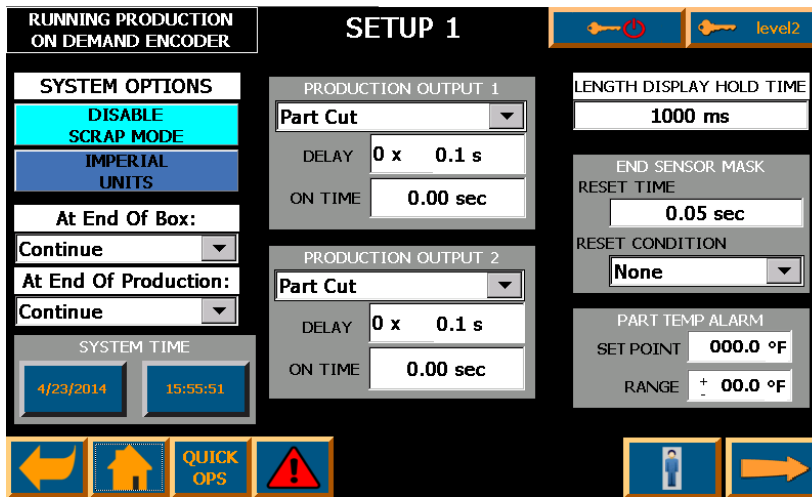 RUNNING PRODUCTION
ON DEMAND ENCODER
SETUP 1
level2
SYSTEM OPTIONS
DISABLE
SCRAP MODE
IMPERIAL
UNITS
At End Of Box:
Continue
At End Of Production:
Continue
SYSTEM TIME
4/23/2014
15:55:51
PRODUCTION OUTPUT 1
Part Cut
DELAY 0 x 0.1 s
ON TIME 0.00 sec
PRODUCTION OUTPUT 2
Part Cut
DELAY 0 x 0.1 s
ON TIME 0.00 sec
LENGTH DISPLAY HOLD TIME
1000 ms
END SENSOR MASK
RESET TIME
0.05 sec
RESET CONDITION
None
PART TEMP ALARM
SET POINT 000.0 °F
RANGE +- 00.0 °F
QUICK
OPS